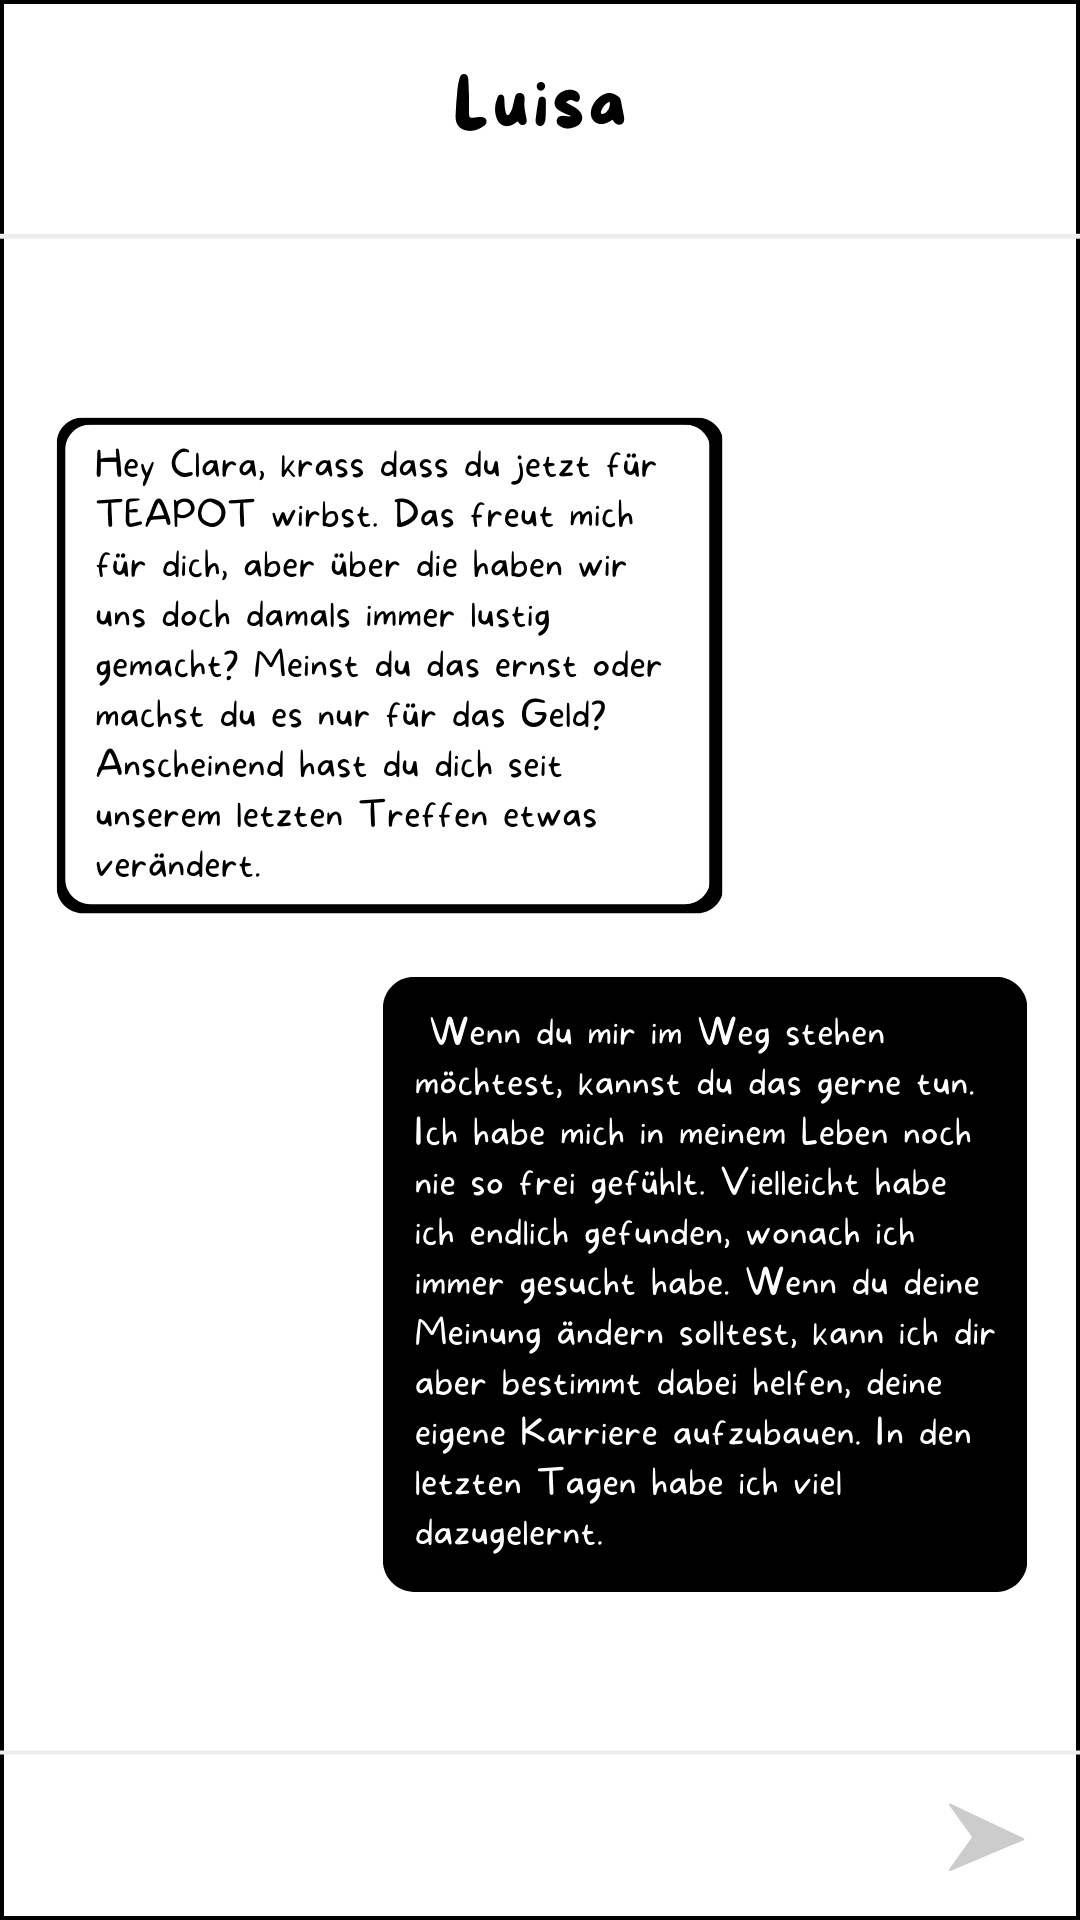 Luisa
Hey Clara, krass dass du jetzt für
TEAPOT wirbst. Das freut mich
für dich, aber über die haben wir
uns doch damals immer lustig
gemacht? Meinst du das ernst oder
machst du es nur für das Geld?
Anscheinend hast du dich seit
unserem letzten Treffen etwas
verändert.
Wenn du mir im Weg stehen
möchtest, kannst du das gerne tun.
Ich habe mich in meinem Leben noch
nie so frei gefühlt. Vielleicht habe
ich endlich gefunden, wonach ich
immer gesucht habe. Wenn du deine
Meinung ändern solltest, kann ich dir
aber bestimmt dabei helfen, deine
eigene Karriere aufzubauen. In den
letzten Tagen habe ich viel
dazugelernt.